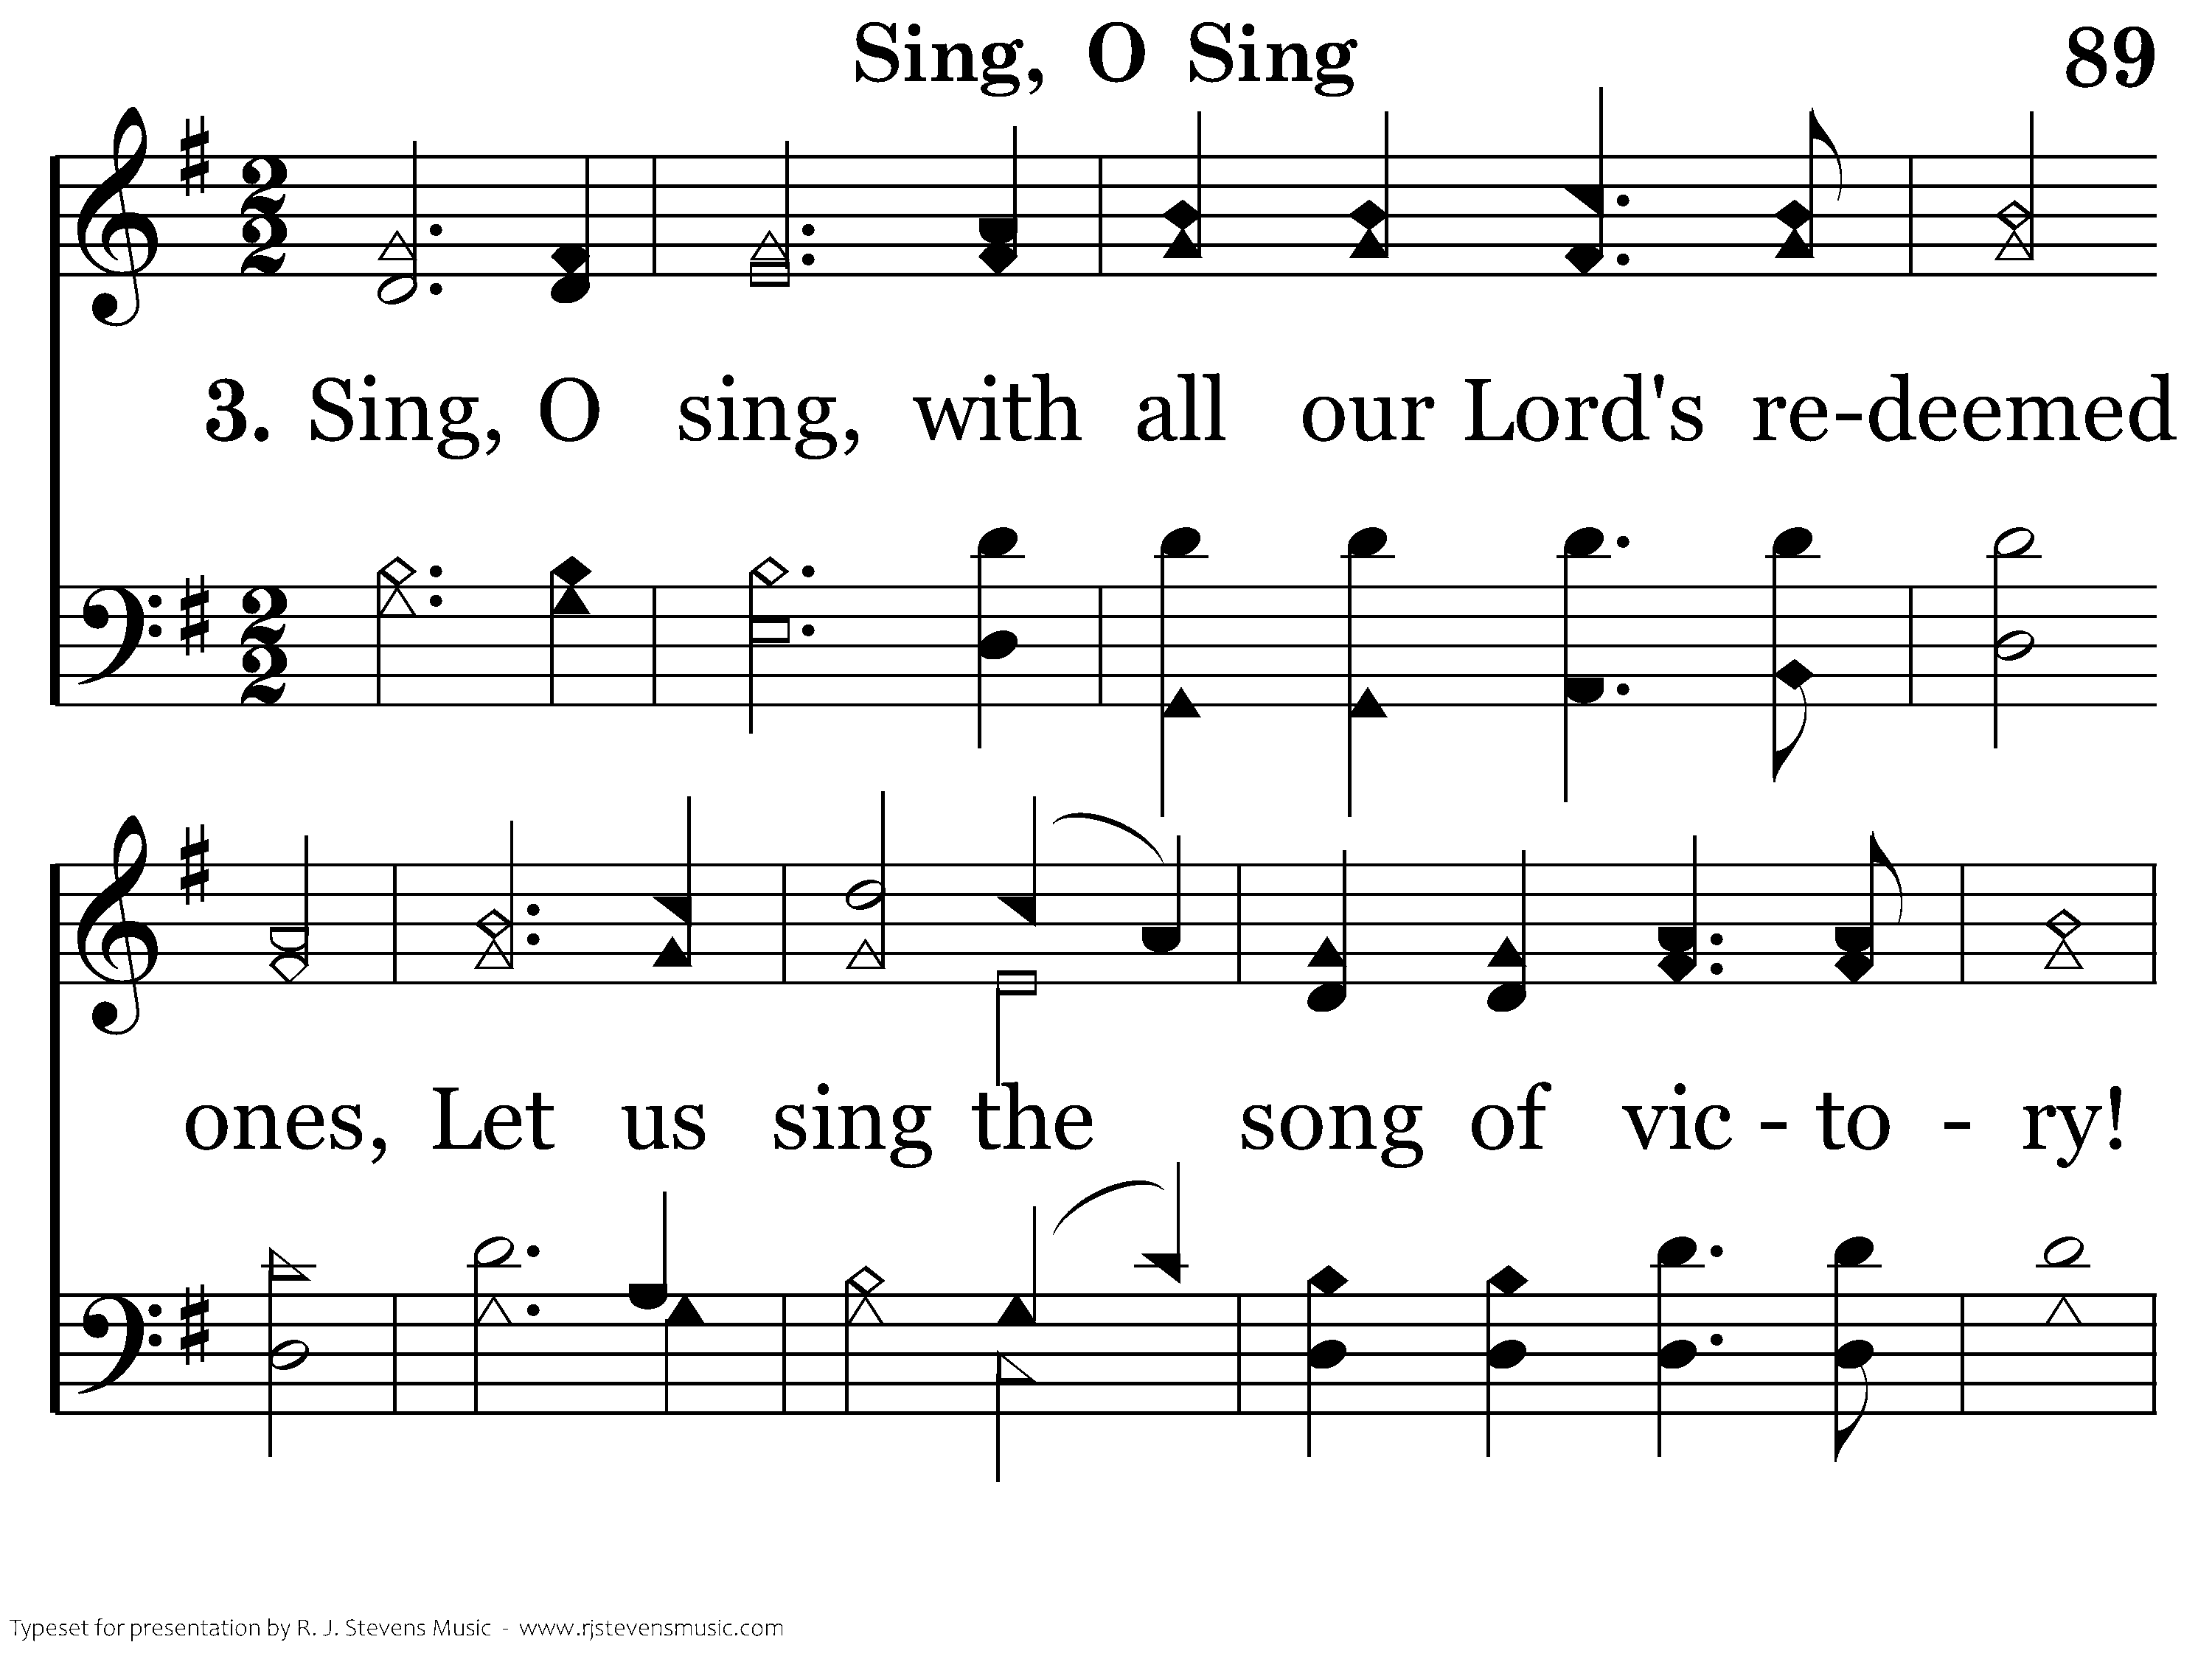 Sing, O Sing 89
3. Sing, O sing, with all our Lord's re-deemed
ones, Let us sing the song of vic - to - ry!
Typeset for presentation by R. J. Stevens Music - www.rjstevensmusic.com